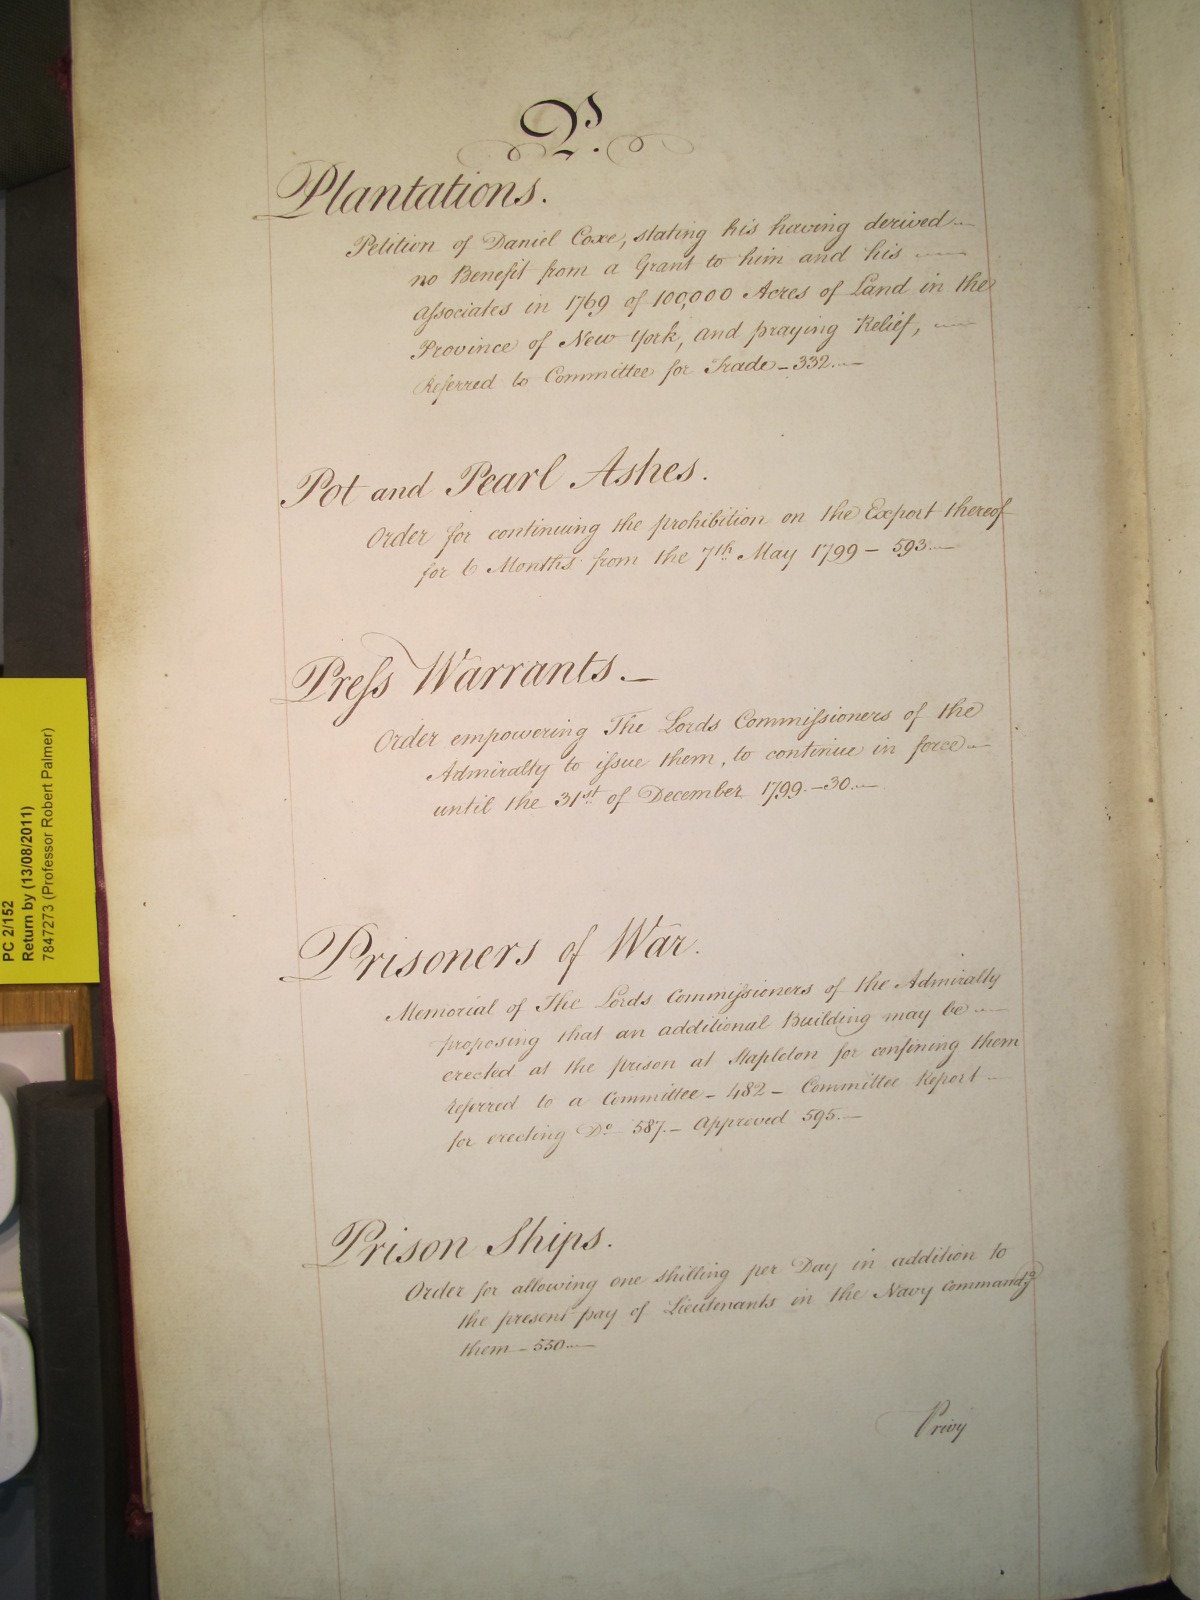 P.
Plantations.
Petition of Daniel Coxe, stating his having derived
no Benefit from a Grant to him and his
aſsociates in 1769 of 100,000 Acres of Land in the
Province of New York, and praying Relief,
Referred to Committee for Trade - 332.
Pot and Pearl Ashes.
Order for continuing the prohibition on the Export thereof
for 6 Months from the 7th May 1799 - 593.
Preſs Warrants.
Order empowering The Lords Commiſsioners of the
Admiralty to iſsue them, to continue in force
until the 31st of December 1799. - 30.
Prisoners of War.
Memorial of The Lords Commiſsioners of the Admiralty
proposing that an additional Building may be
erected at the prison at Stapleton for confining them
referred to a Committee - 482 - Committee Report
for erecting Do 587. - Approved 595.
Prison Ships.
Order for allowing one shilling per Day in addition to
the present pay of Lieutenants in the Navy commandg
them - 550.
Privy
PC 2/152
Return by (13/08/2011)
7847273 (Professor Robert Palmer)